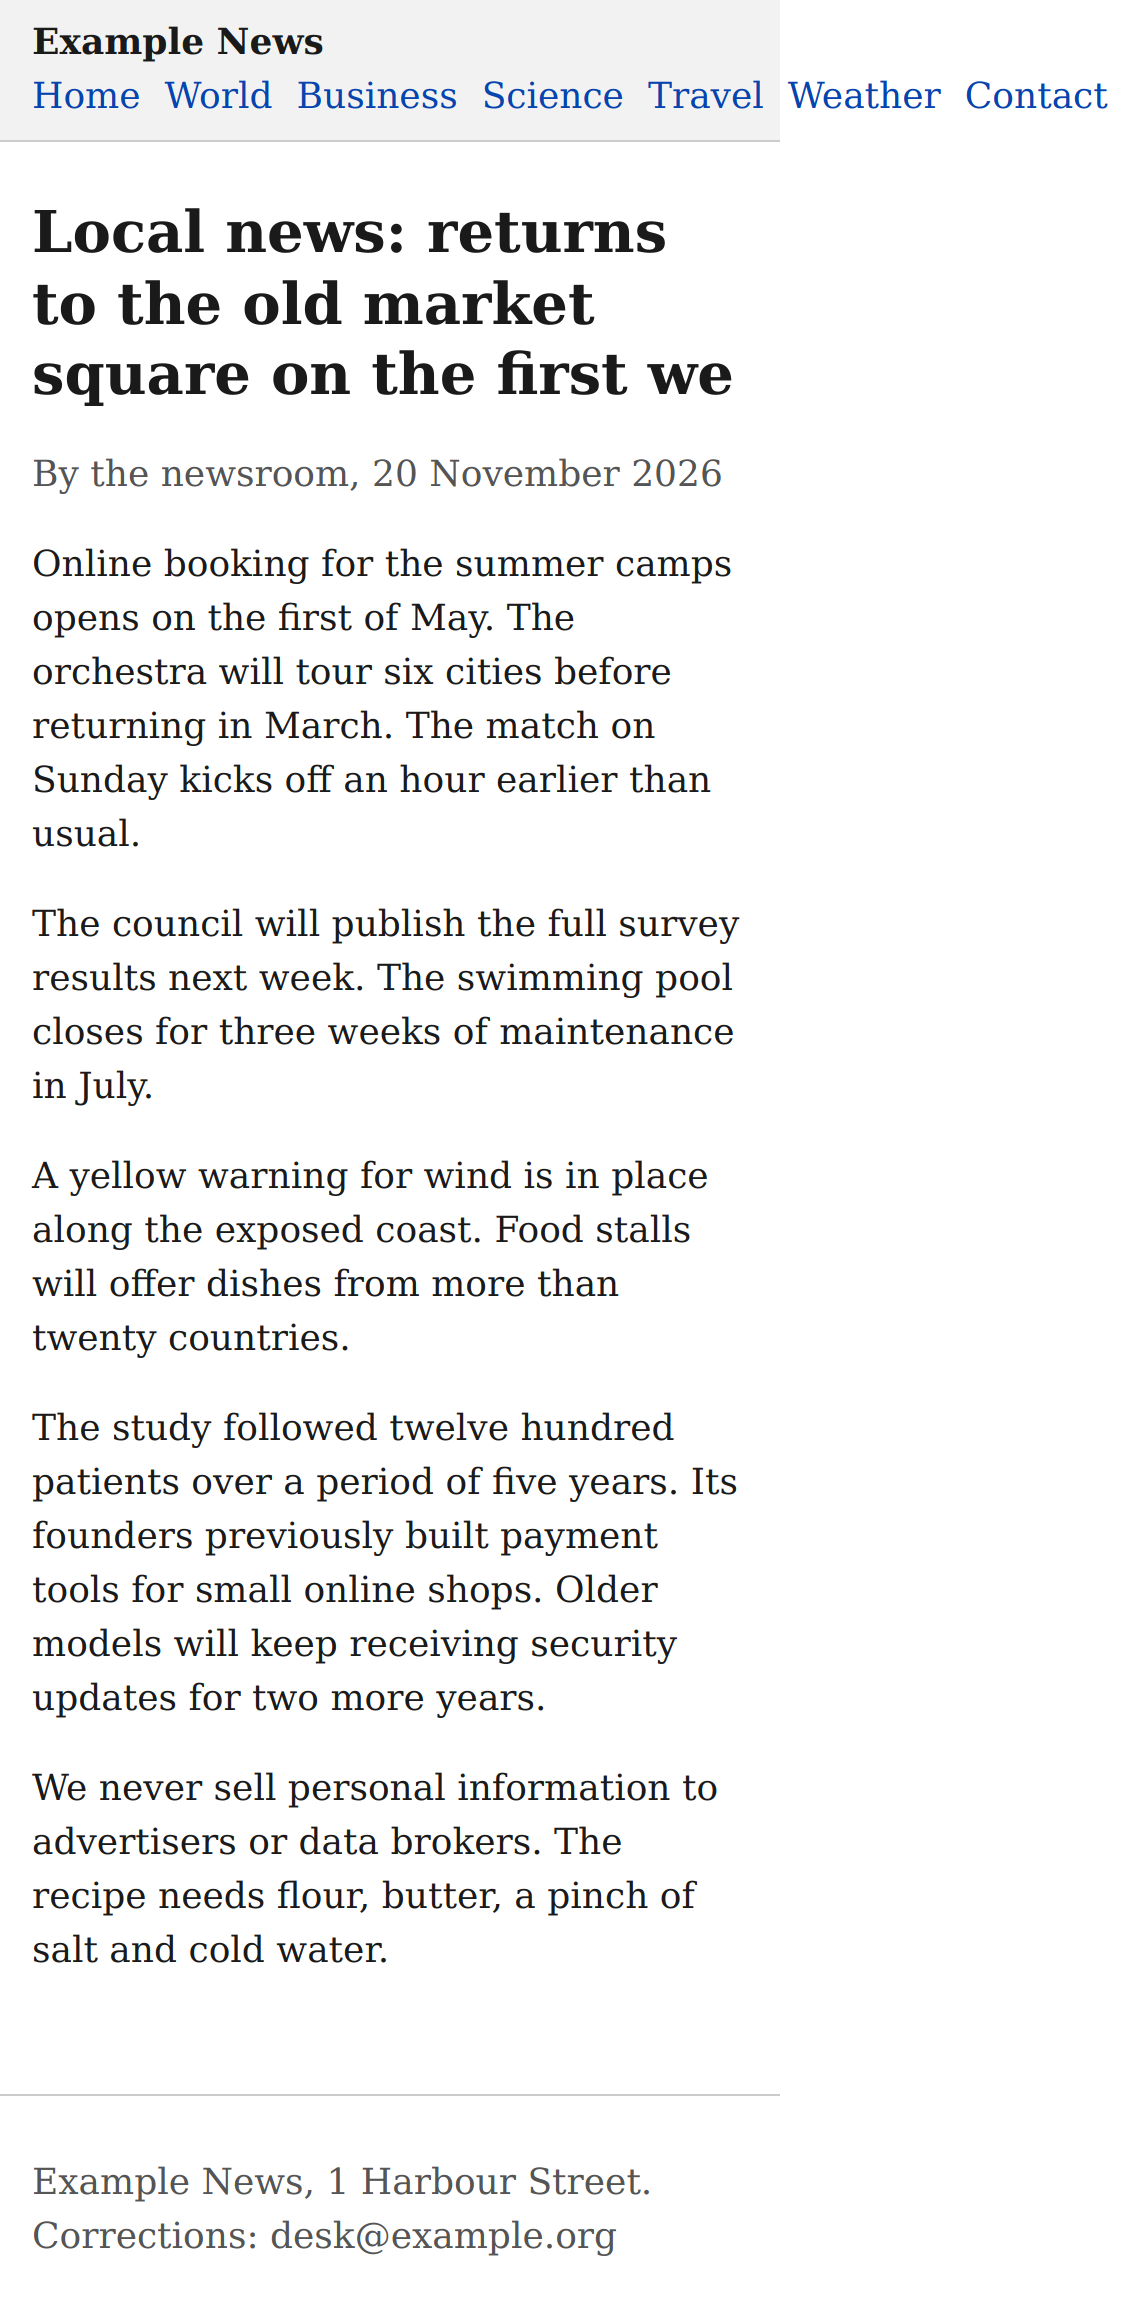 Example News
Home World Business Science Travel Weather Contact
Local news: returns
to the old market
square on the first we
By the newsroom, 20 November 2026
Online booking for the summer camps
opens on the first of May. The
orchestra will tour six cities before
returning in March. The match on
Sunday kicks off an hour earlier than
usual.
The council will publish the full survey
results next week. The swimming pool
closes for three weeks of maintenance
in July.
A yellow warning for wind is in place
along the exposed coast. Food stalls
will offer dishes from more than
twenty countries.
The study followed twelve hundred
patients over a period of five years. Its
founders previously built payment
tools for small online shops. Older
models will keep receiving security
updates for two more years.
We never sell personal information to
advertisers or data brokers. The
recipe needs flour, butter, a pinch of
salt and cold water.
Example News, 1 Harbour Street.
Corrections: desk@example.org